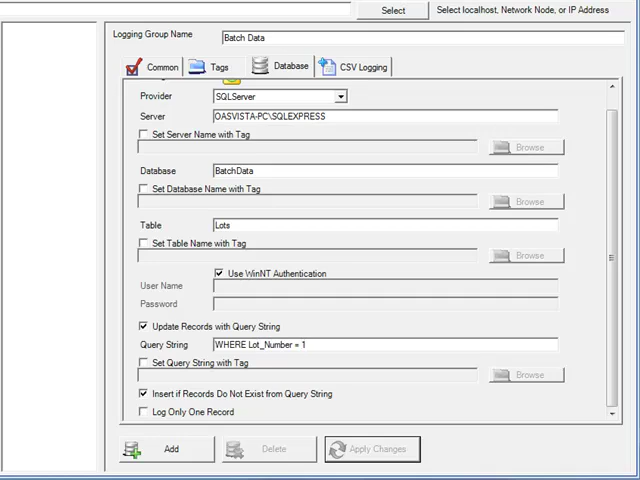 Select
Select localhost, Network Node, or IP Address
Logging Group Name
Batch Data
Common
Tags
Database
CSV Logging
Provider
SQLServer
Server
OASVISTA-PC\SQLEXPRESS
Set Server Name with Tag
Browse
Database
BatchData
Set Database Name with Tag
Browse
Table
Lots
Set Table Name with Tag
Browse
Use WinNT Authentication
User Name
Password
Update Records with Query String
Query String
WHERE Lot_Number = 1
Set Query String with Tag
Browse
Insert if Records Do Not Exist from Query String
Log Only One Record
Add
Delete
Apply Changes